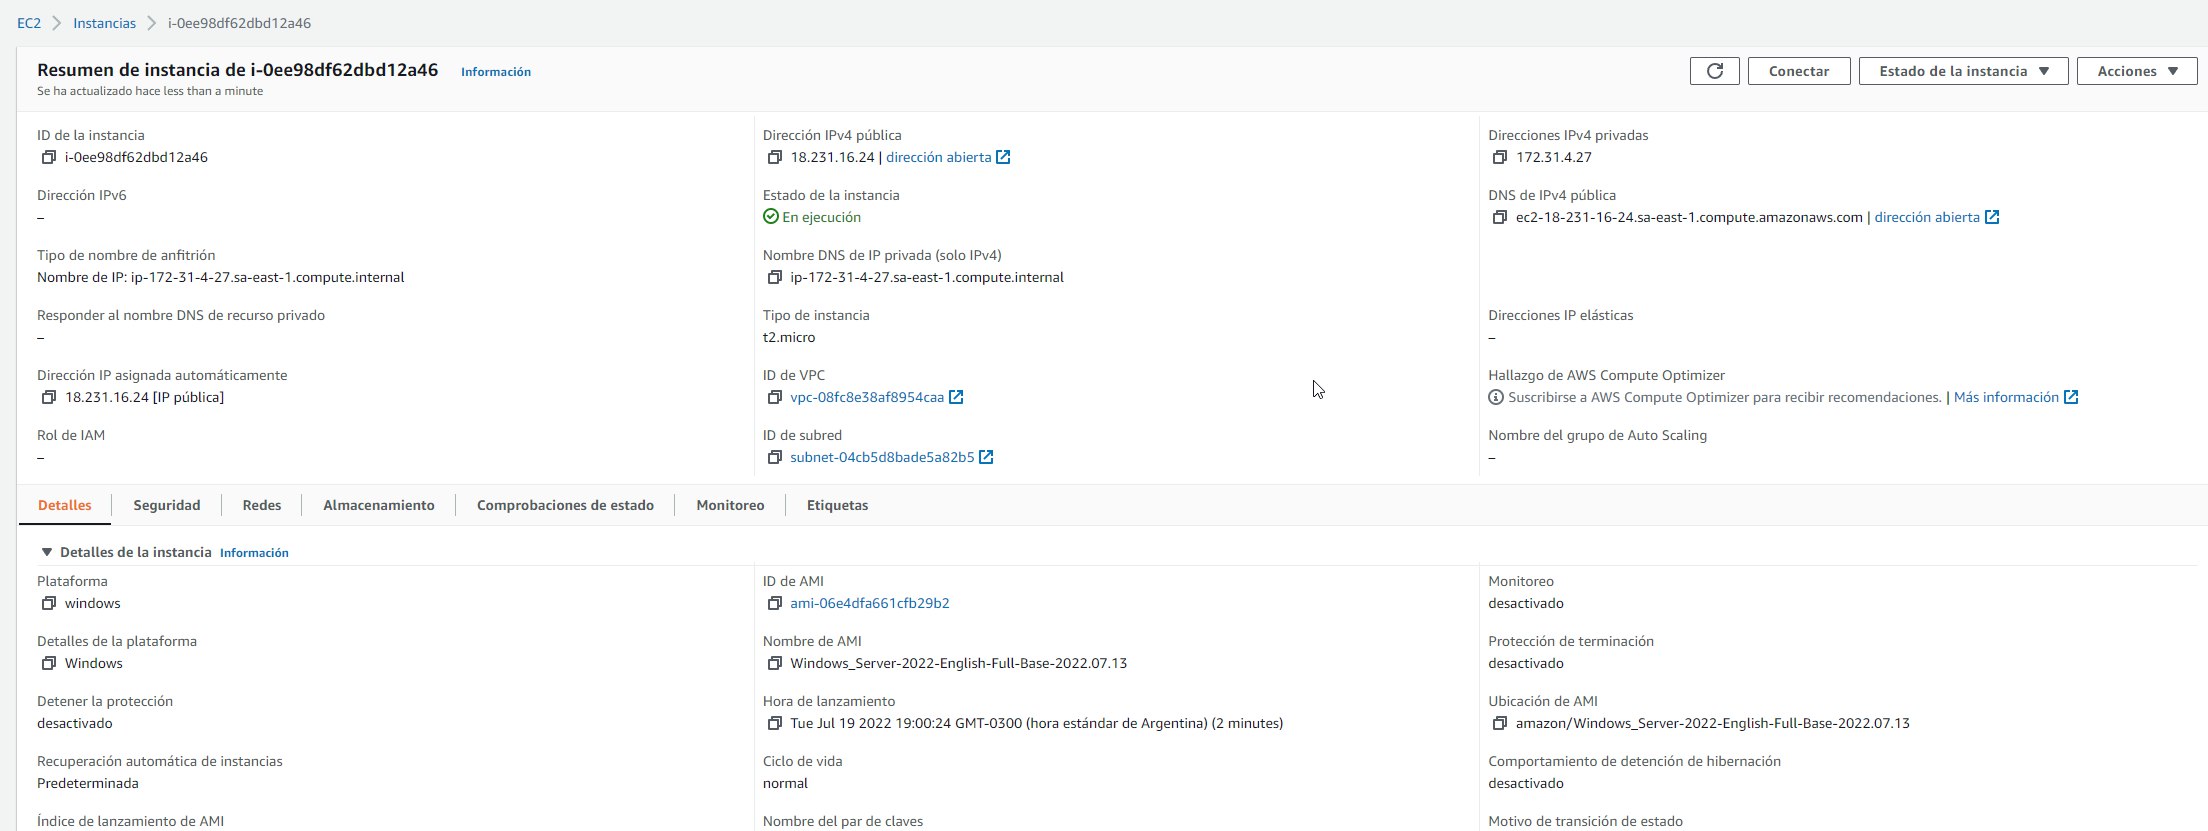 EC2 > Instancias > i-0ee98df62dbd12a46
Resumen de instancia de i-0ee98df62dbd12a46 Información
Se ha actualizado hace less than a minute
Conectar
Estado de la instancia
Acciones
ID de la instancia
i-0ee98df62dbd12a46
Dirección IPv4 pública
18.231.16.24 | dirección abierta
Direcciones IPv4 privadas
172.31.4.27
Dirección IPv6
–
Estado de la instancia
En ejecución
DNS de IPv4 pública
ec2-18-231-16-24.sa-east-1.compute.amazonaws.com | dirección abierta
Tipo de nombre de anfitrión
Nombre de IP: ip-172-31-4-27.sa-east-1.compute.internal
Nombre DNS de IP privada (solo IPv4)
ip-172-31-4-27.sa-east-1.compute.internal
Responder al nombre DNS de recurso privado
–
Tipo de instancia
t2.micro
Direcciones IP elásticas
–
Dirección IP asignada automáticamente
18.231.16.24 [IP pública]
ID de VPC
vpc-08fc8e38af8954caa
Hallazgo de AWS Compute Optimizer
Suscribirse a AWS Compute Optimizer para recibir recomendaciones. | Más información
Rol de IAM
–
ID de subred
subnet-04cb5d8bade5a82b5
Nombre del grupo de Auto Scaling
–
Detalles
Seguridad
Redes
Almacenamiento
Comprobaciones de estado
Monitoreo
Etiquetas
Detalles de la instancia Información
Plataforma
windows
ID de AMI
ami-06e4dfa661cfb29b2
Monitoreo
desactivado
Detalles de la plataforma
Windows
Nombre de AMI
Windows_Server-2022-English-Full-Base-2022.07.13
Protección de terminación
desactivado
Detener la protección
desactivado
Hora de lanzamiento
Tue Jul 19 2022 19:00:24 GMT-0300 (hora estándar de Argentina) (2 minutes)
Ubicación de AMI
amazon/Windows_Server-2022-English-Full-Base-2022.07.13
Recuperación automática de instancias
Predeterminada
Ciclo de vida
normal
Comportamiento de detención de hibernación
desactivado
Índice de lanzamiento de AMI
Nombre del par de claves
Motivo de transición de estado